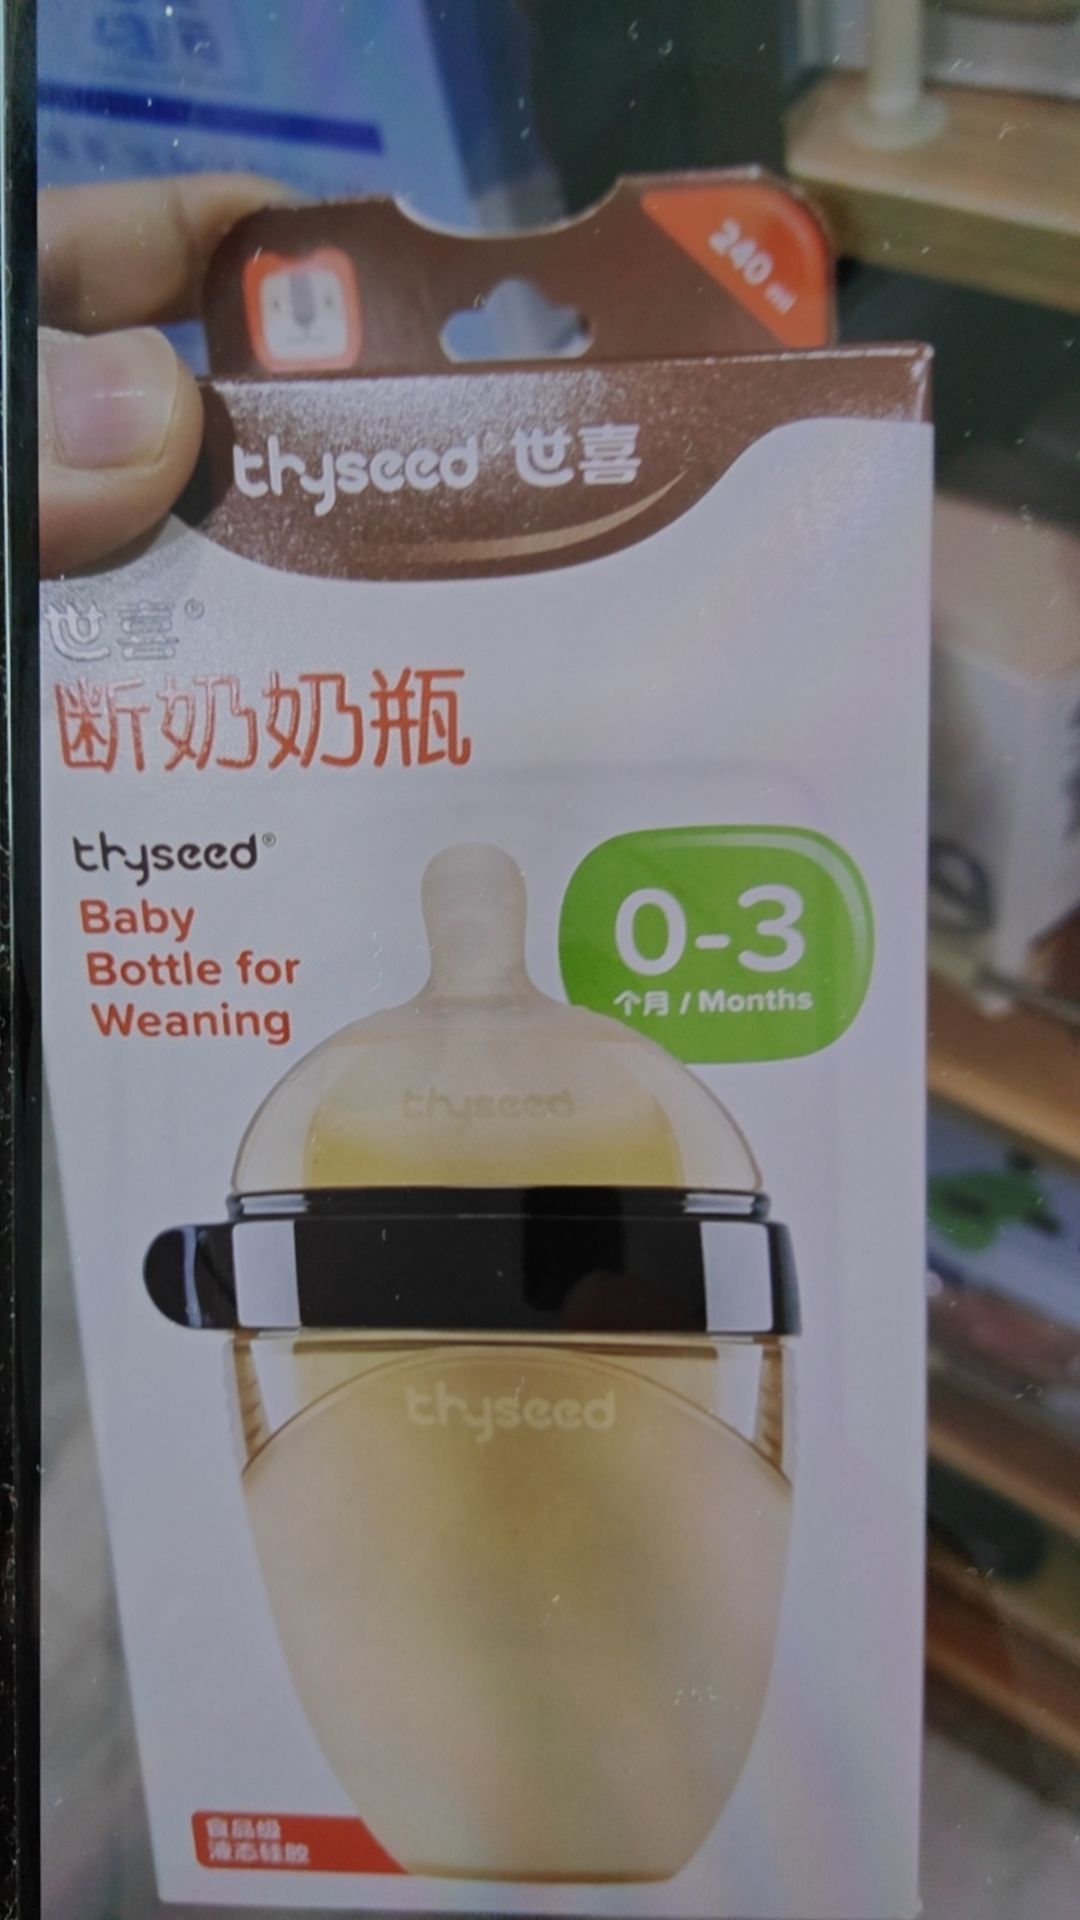 240 ml
thyseed 世喜
世喜®
断奶奶瓶
thyseed®
Baby
Bottle for
Weaning
0-3
个月 / Months
thyseed
thyseed
食品级
液态硅胶